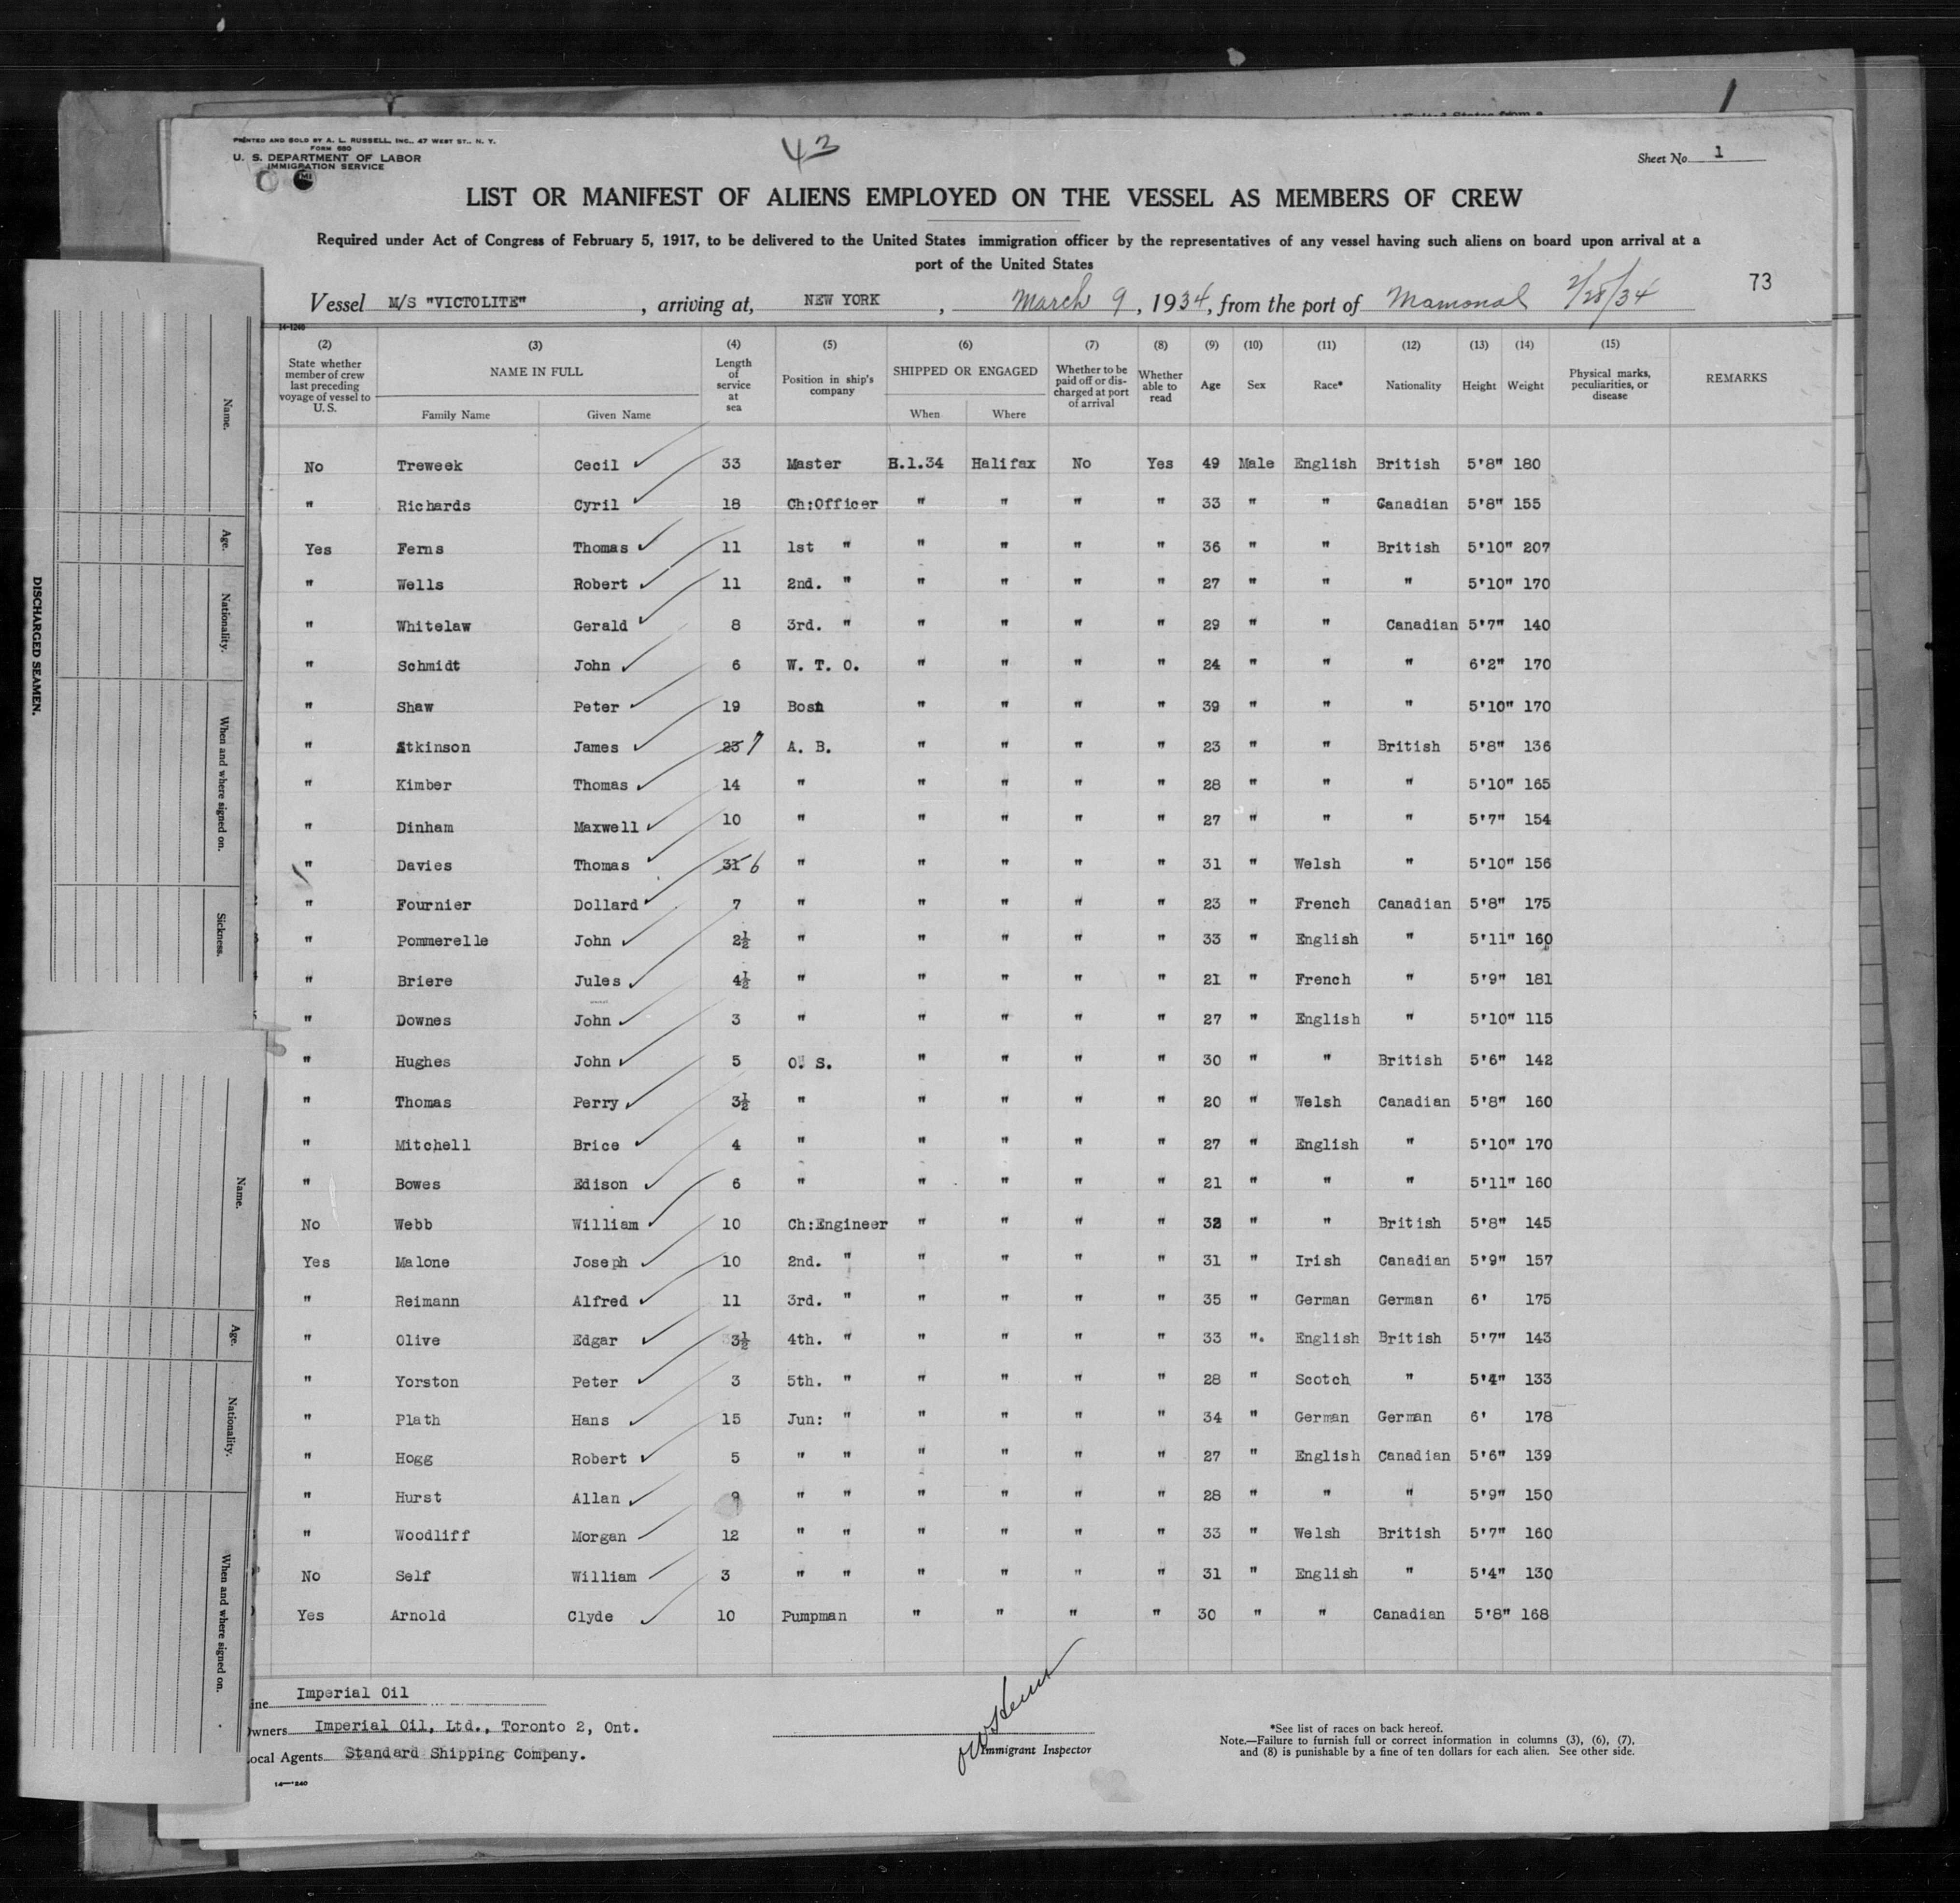 PRINTED AND SOLD BY A. L. RUSSELL, INC., 47 WEST ST., N. Y.
FORM 680
U. S. DEPARTMENT OF LABOR
IMMIGRATION SERVICE
43
Sheet No. 1
LIST OR MANIFEST OF ALIENS EMPLOYED ON THE VESSEL AS MEMBERS OF CREW
Required under Act of Congress of February 5, 1917, to be delivered to the United States immigration officer by the representatives of any vessel having such aliens on board upon arrival at a
port of the United States
73
Vessel M/S "VICTOLITE", arriving at, NEW YORK, March 9, 1934, from the port of Mamonal 2/28/34
14-1240
(2) (3) (4) (5) (6) (7) (8) (9) (10) (11) (12) (13) (14) (15)
State whether member of crew last preceding voyage of vessel to U. S. NAME IN FULL Length of service at sea Position in ship's company SHIPPED OR ENGAGED Whether to be paid off or discharged at port of arrival Whether able to read Age Sex Race* Nationality Height Weight Physical marks, peculiarities, or disease REMARKS
Family Name Given Name When Where
No Treweek Cecil 33 Master B.1.34 Halifax No Yes 49 Male English British 5'8" 180
" Richards Cyril 18 Ch:Officer " " " " 33 " " Canadian 5'8" 155
Yes Ferns Thomas 11 1st " " " " " 36 " " British 5'10" 207
" Wells Robert 11 2nd. " " " " " 27 " " " 5'10" 170
" Whitelaw Gerald 8 3rd. " " " " " 29 " " Canadian 5'7" 140
" Schmidt John 6 W. T. O. " " " " 24 " " " 6'2" 170
" Shaw Peter 19 Bosn " " " " 39 " " " 5'10" 170
" Atkinson James 23 7 A. B. " " " " 23 " " British 5'8" 136
" Kimber Thomas 14 " " " " " 28 " " " 5'10" 165
" Dinham Maxwell 10 " " " " " 27 " " " 5'7" 154
" Davies Thomas 31 6 " " " " " 31 " Welsh " 5'10" 156
" Fournier Dollard 7 " " " " " 23 " French Canadian 5'8" 175
" Pommerelle John 2½ " " " " " 33 " English " 5'11" 160
" Briere Jules 4½ " " " " " 21 " French " 5'9" 181
" Downes John 3 " " " " " 27 " English " 5'10" 115
" Hughes John 5 O. S. " " " " 30 " " British 5'6" 142
" Thomas Perry 3½ " " " " " 20 " Welsh Canadian 5'8" 160
" Mitchell Brice 4 " " " " " 27 " English " 5'10" 170
" Bowes Edison 6 " " " " " 21 " " " 5'11" 160
No Webb William 10 Ch:Engineer " " " " 32 " " British 5'8" 145
Yes Malone Joseph 10 2nd. " " " " " 31 " Irish Canadian 5'9" 157
" Reimann Alfred 11 3rd. " " " " " 35 " German German 6' 175
" Olive Edgar 3½ 4th. " " " " " 33 ". English British 5'7" 143
" Yorston Peter 3 5th. " " " " " 28 " Scotch " 5'4" 133
" Plath Hans 15 Jun: " " " " " 34 " German German 6' 178
" Hogg Robert 5 " " " " " " 27 " English Canadian 5'6" 139
" Hurst Allan 9 " " " " " " 28 " " " 5'9" 150
" Woodliff Morgan 12 " " " " " " 33 " Welsh British 5'7" 160
No Self William 3 " " " " " " 31 " English " 5'4" 130
Yes Arnold Clyde 10 Pumpman " " " " 30 " " Canadian 5'8" 168
ine Imperial Oil
wners Imperial Oil, Ltd., Toronto 2, Ont.
ocal Agents Standard Shipping Company.
Immigrant Inspector
*See list of races on back hereof.
Note.—Failure to furnish full or correct information in columns (3), (6), (7),
and (8) is punishable by a fine of ten dollars for each alien. See other side.
DISCHARGED SEAMEN.
Name.
Age.
Nationality.
When and where signed on.
Sickness.
Name.
Age.
Nationality.
When and where signed on.